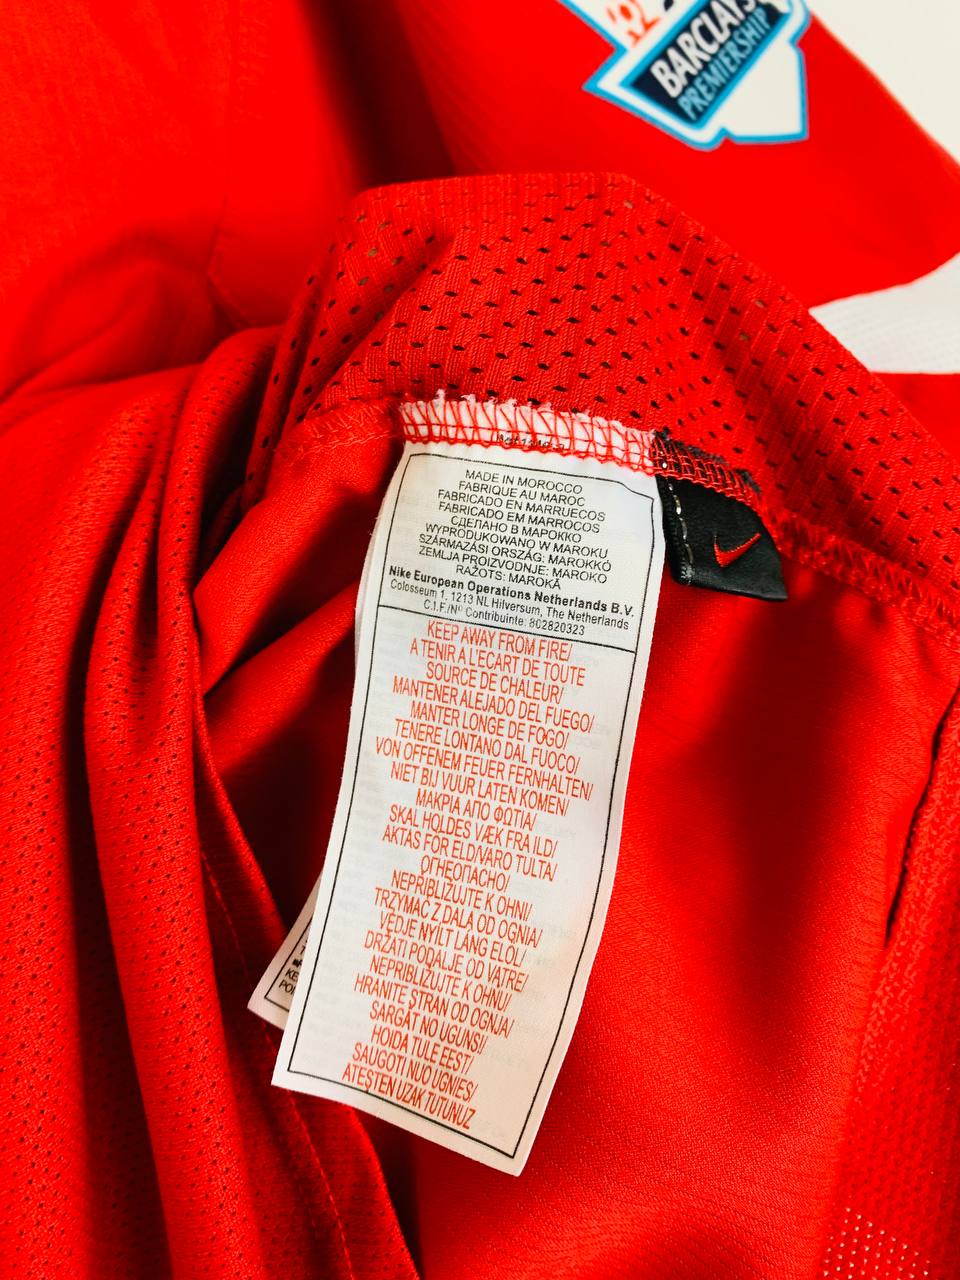 BARCLAYS
PREMIERSHIP
MADE IN MOROCCO
FABRIQUE AU MAROC
FABRICADO EN MARRUECOS
FABRICADO EM MARROCOS
СДЕЛАНО В МАРОККО
WYPRODUKOWANO W MAROKU
SZÁRMAZÁSI ORSZÁG: MAROKKÓ
ZEMLJA PROIZVODNJE: MAROKO
RAŽOTS: MAROKĀ
Nike European Operations Netherlands B.V.
Colosseum 1, 1213 NL Hilversum, The Netherlands
C.I.F./Nº Contribuinte: 802820323
KEEP AWAY FROM FIRE/
A TENIR A L'ECART DE TOUTE
SOURCE DE CHALEUR/
MANTENER ALEJADO DEL FUEGO/
MANTER LONGE DE FOGO/
TENERE LONTANO DAL FUOCO/
VON OFFENEM FEUER FERNHALTEN/
NIET BIJ VUUR LATEN KOMEN/
ΜΑΚΡΙΑ ΑΠΟ ΦΩΤΙΑ/
SKAL HOLDES VÆK FRA ILD/
AKTAS FÖR ELD/VARO TULTA/
ОГНЕОПАСНО/
NEPŘIBLIŽUJTE K OHNI/
TRZYMAĆ Z DALA OD OGNIA/
VÉDJE NYÍLT LÁNG ELŐL/
DRŽATI PODALJE OD VATRE/
NEPRIBLIŽUJTE K OHŇU/
HRANITE STRAN OD OGNJA/
SARGĀT NO UGUNS!/
HOIDA TULE EEST/
SAUGOTI NUO UGNIES/
ATEŞTEN UZAK TUTUNUZ